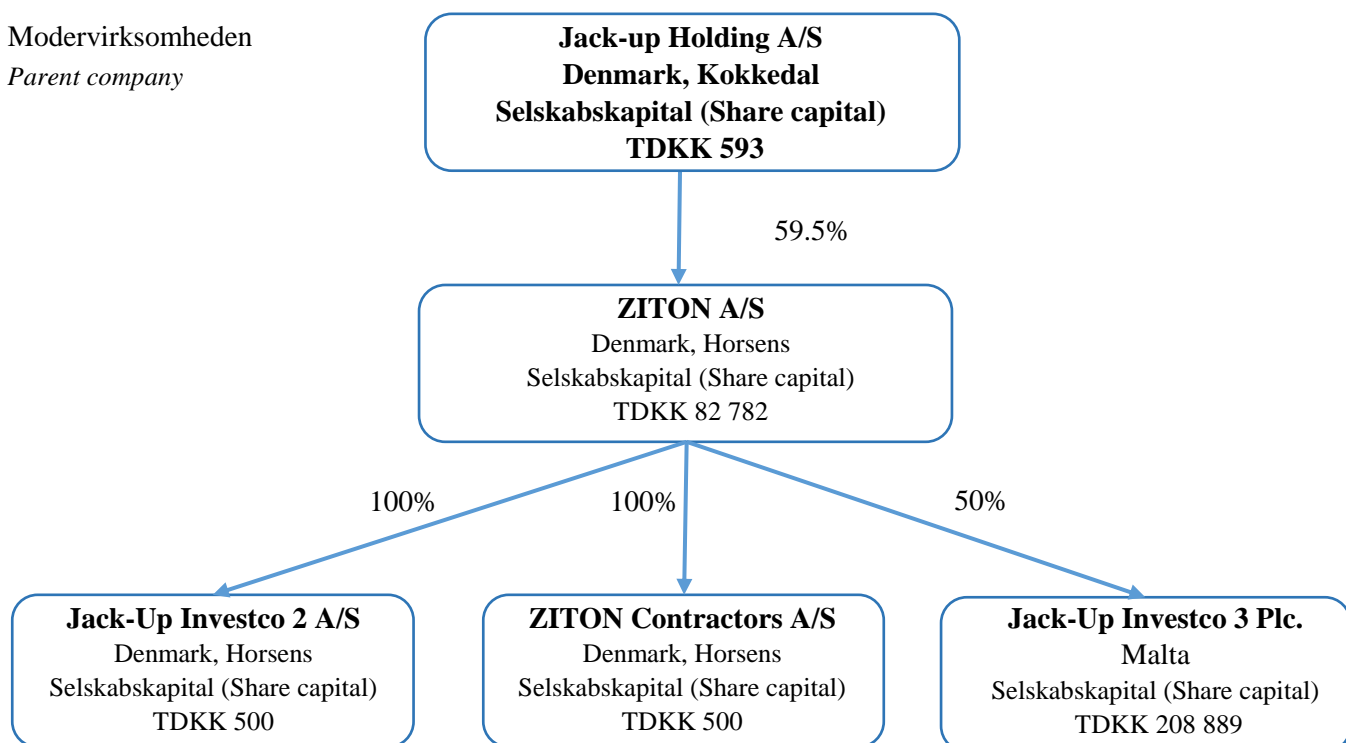 Modervirksomheden
Parent company
Jack-up Holding A/S
Denmark, Kokkedal
Selskabskapital (Share capital)
TDKK 593
59.5%
ZITON A/S
Denmark, Horsens
Selskabskapital (Share capital)
TDKK 82 782
100%
100%
50%
Jack-Up Investco 2 A/S
Denmark, Horsens
Selskabskapital (Share capital)
TDKK 500
ZITON Contractors A/S
Denmark, Horsens
Selskabskapital (Share capital)
TDKK 500
Jack-Up Investco 3 Plc.
Malta
Selskabskapital (Share capital)
TDKK 208 889